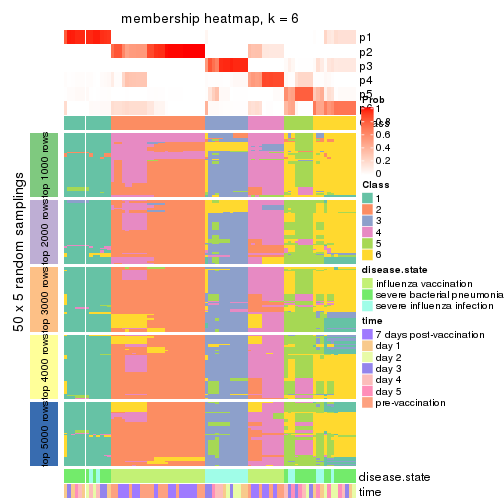 membership heatmap, k = 6
p1
p2
p3
p4
p5
p6
Prob
1
0.8
0.6
0.4
0.2
0
Class
1
2
3
4
5
6
disease.state
influenza vaccination
severe bacterial pneumonia
severe influenza infection
time
7 days post-vaccination
day 1
day 2
day 3
day 4
day 5
pre-vaccination
50 x 5 random samplings
top 1000 rows
top 2000 rows
top 3000 rows
top 4000 rows
top 5000 rows
disease.state
time